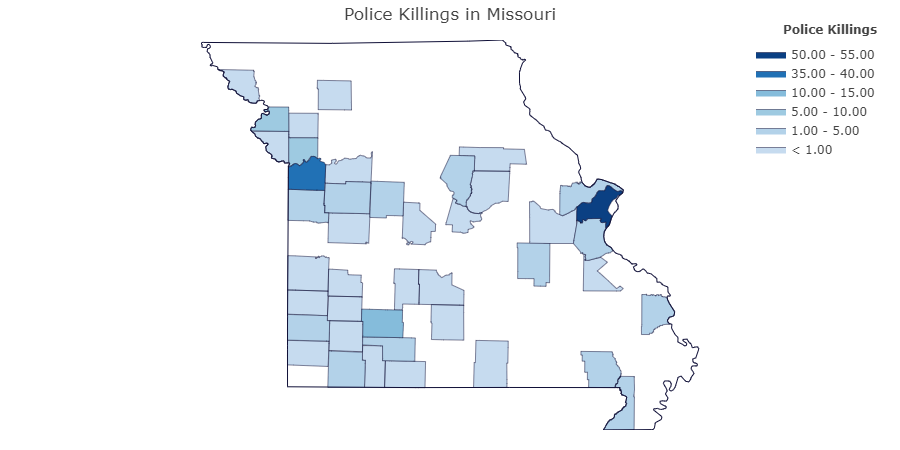 Police Killings in Missouri
Police Killings
50.00 - 55.00
35.00 - 40.00
10.00 - 15.00
5.00 - 10.00
1.00 - 5.00
< 1.00